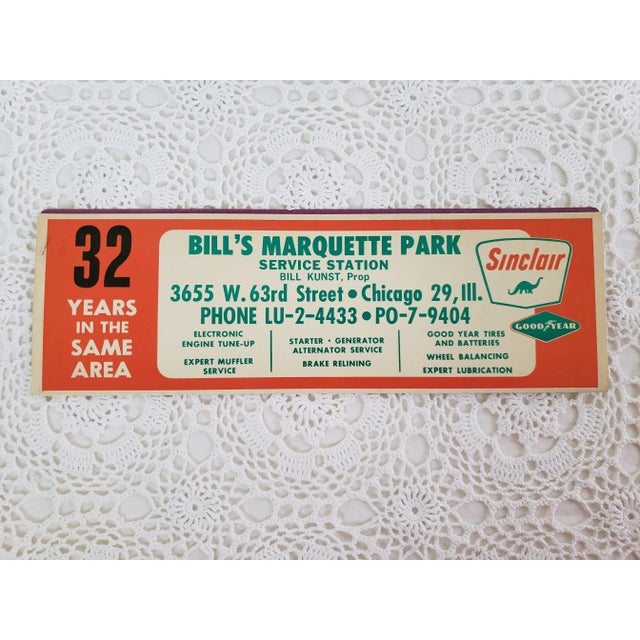 32
YEARS
IN THE
SAME
AREA
BILL'S MARQUETTE PARK
SERVICE STATION
BILL KUNST, Prop
3655 W. 63rd Street • Chicago 29, Ill.
PHONE LU-2-4433 • PO-7-9404
ELECTRONIC
ENGINE TUNE-UP
EXPERT MUFFLER
SERVICE
STARTER • GENERATOR
ALTERNATOR SERVICE
BRAKE RELINING
GOOD YEAR TIRES
AND BATTERIES
WHEEL BALANCING
EXPERT LUBRICATION
Sinclair
GOOD YEAR